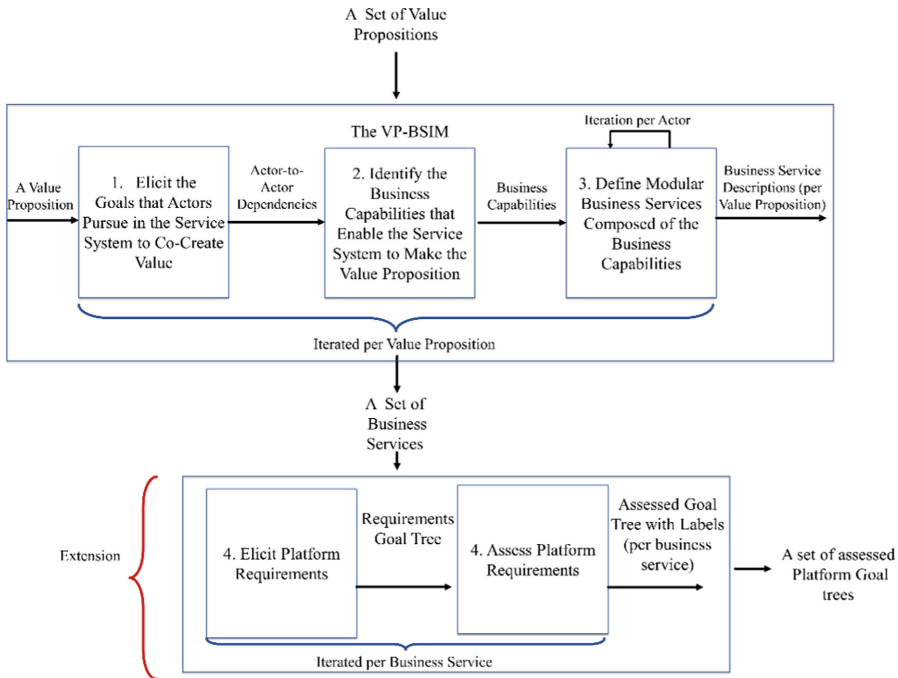 A Set of Value
Propositions
The VP-BSIM
Iteration per Actor
A Value
Proposition
1. Elicit the
Goals that Actors
Pursue in the Service
System to Co-Create
Value
Actor-to-
Actor
Dependencies
2. Identify the
Business
Capabilities that
Enable the Service
System to Make the
Value Proposition
Business
Capabilities
3. Define Modular
Business Services
Composed of the
Business
Capabilities
Business Service
Descriptions (per
Value Proposition)
Iterated per Value Proposition
A Set of
Business
Services
Extension
4. Elicit Platform
Requirements
Requirements
Goal Tree
4. Assess Platform
Requirements
Assessed Goal
Tree with Labels
(per business
service)
A set of assessed
Platform Goal
trees
Iterated per Business Service